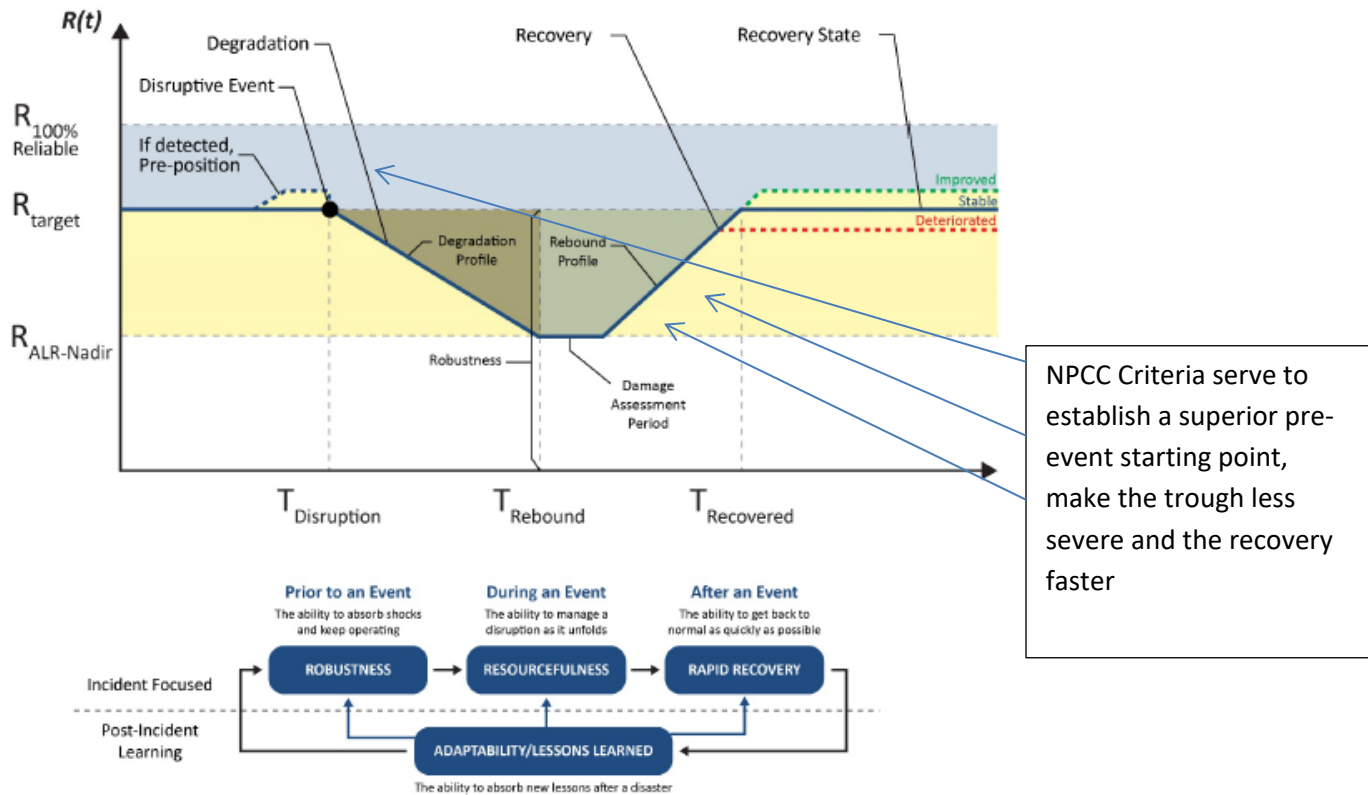 R(t)
Degradation
Recovery
Recovery State
Disruptive Event
R100%
Reliable
If detected,
Pre-position
Improved
Rtarget
Stable
Deteriorated
Degradation
Profile
Rebound
Profile
RALR-Nadir
Robustness
Damage
Assessment
Period
NPCC Criteria serve to
establish a superior pre-
event starting point,
make the trough less
severe and the recovery
faster
TDisruption
TRebound
TRecovered
Prior to an Event
The ability to absorb shocks
and keep operating
During an Event
The ability to manage a
disruption as it unfolds
After an Event
The ability to get back to
normal as quickly as possible
ROBUSTNESS
RESOURCEFULNESS
RAPID RECOVERY
Incident Focused
Post-Incident
Learning
ADAPTABILITY/LESSONS LEARNED
The ability to absorb new lessons after a disaster